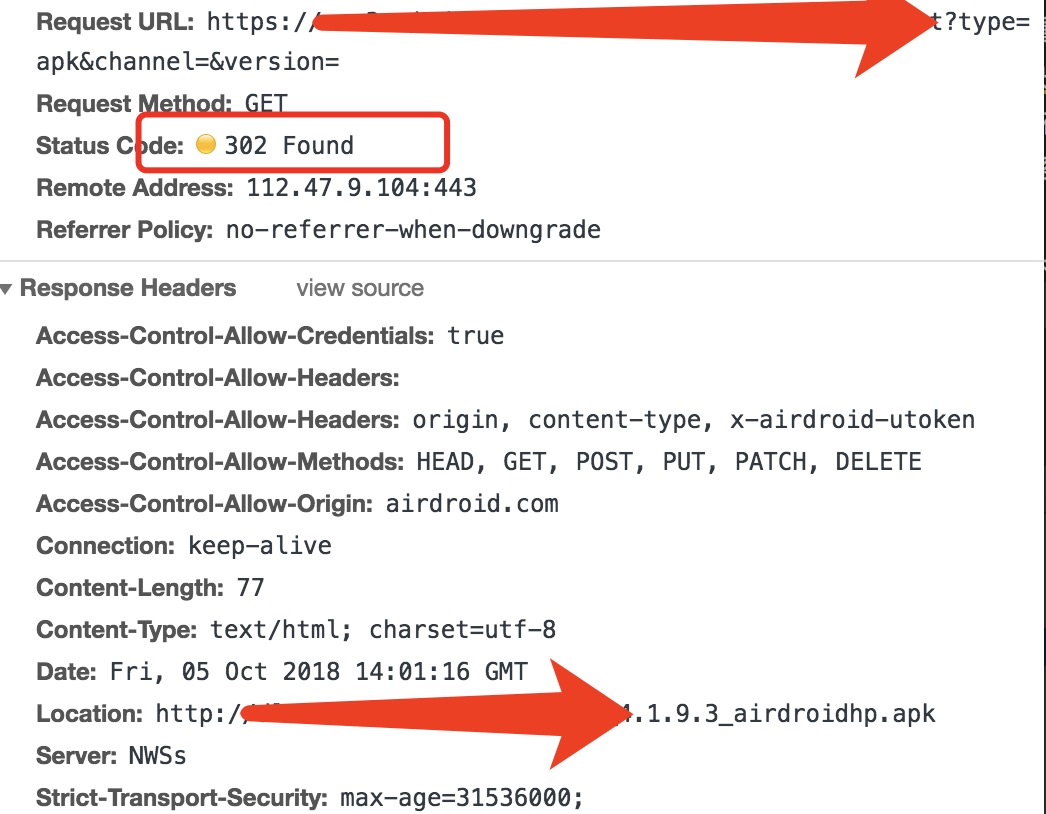 Request URL: https://t?type=
apk&channel=&version=
Request Method: GET
Status Code: 302 Found
Remote Address: 112.47.9.104:443
Referrer Policy: no-referrer-when-downgrade
Response Headers view source
Access-Control-Allow-Credentials: true
Access-Control-Allow-Headers:
Access-Control-Allow-Headers: origin, content-type, x-airdroid-utoken
Access-Control-Allow-Methods: HEAD, GET, POST, PUT, PATCH, DELETE
Access-Control-Allow-Origin: airdroid.com
Connection: keep-alive
Content-Length: 77
Content-Type: text/html; charset=utf-8
Date: Fri, 05 Oct 2018 14:01:16 GMT
Location: http:/4.1.9.3_airdroidhp.apk
Server: NWSs
Strict-Transport-Security: max-age=31536000;